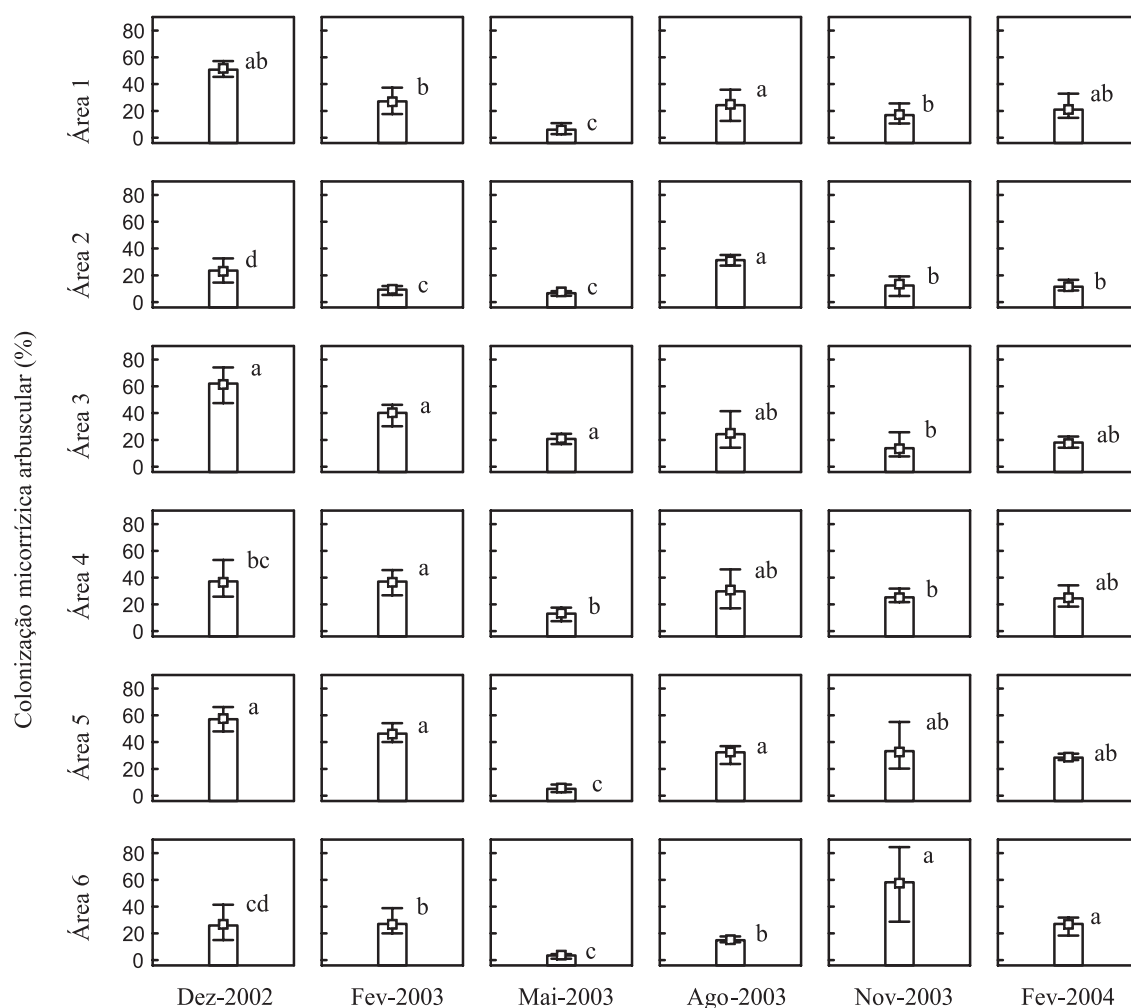 Colonização micorrízica arbuscular (%)
Área 1
80
60
40
20
0
ab
b
c
a
b
ab
Área 2
80
60
40
20
0
d
c
c
a
b
b
Área 3
80
60
40
20
0
a
a
a
ab
b
ab
Área 4
80
60
40
20
0
bc
a
b
ab
b
ab
Área 5
80
60
40
20
0
a
a
c
a
ab
ab
Área 6
80
60
40
20
0
cd
b
c
b
a
a
Dez-2002 Fev-2003 Mai-2003 Ago-2003 Nov-2003 Fev-2004